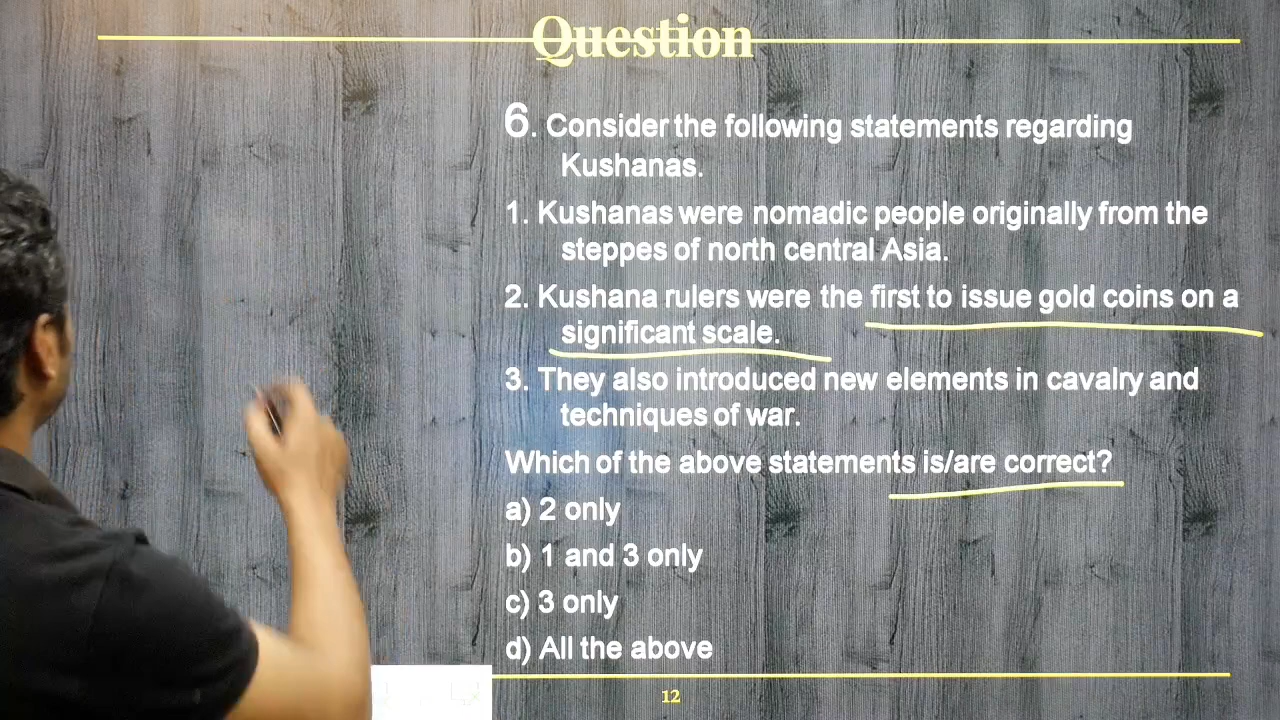 Question
6. Consider the following statements regarding
Kushanas.
1. Kushanas were nomadic people originally from the
steppes of north central Asia.
2. Kushana rulers were the first to issue gold coins on a
significant scale.
3. They also introduced new elements in cavalry and
techniques of war.
Which of the above statements is/are correct?
a) 2 only
b) 1 and 3 only
c) 3 only
d) All the above
12